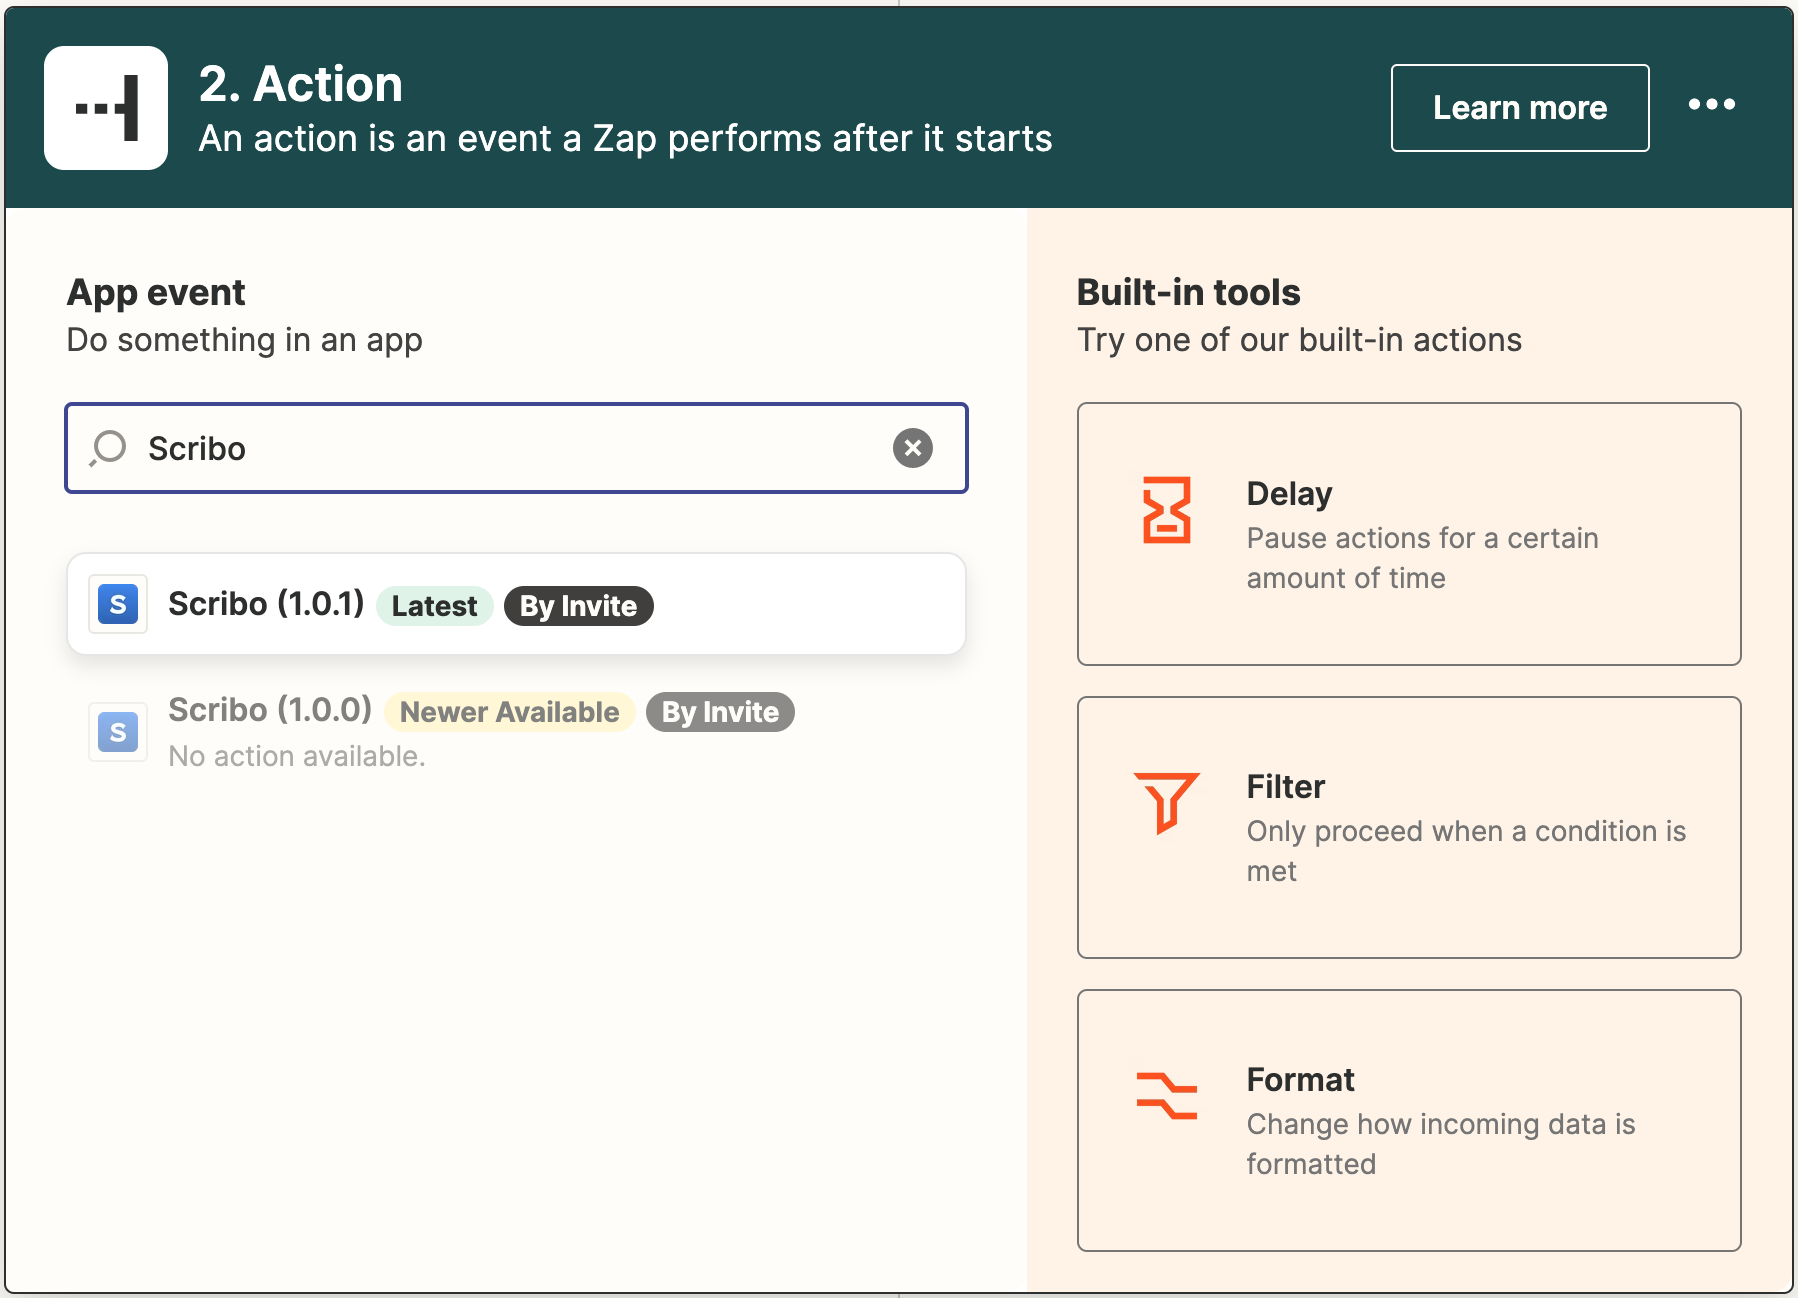 2. Action
An action is an event a Zap performs after it starts
Learn more
App event
Do something in an app
Scribo
S
Scribo (1.0.1) Latest By Invite
S
Scribo (1.0.0) Newer Available By Invite
No action available.
Built-in tools
Try one of our built-in actions
Delay
Pause actions for a certain
amount of time
Filter
Only proceed when a condition is
met
Format
Change how incoming data is
formatted